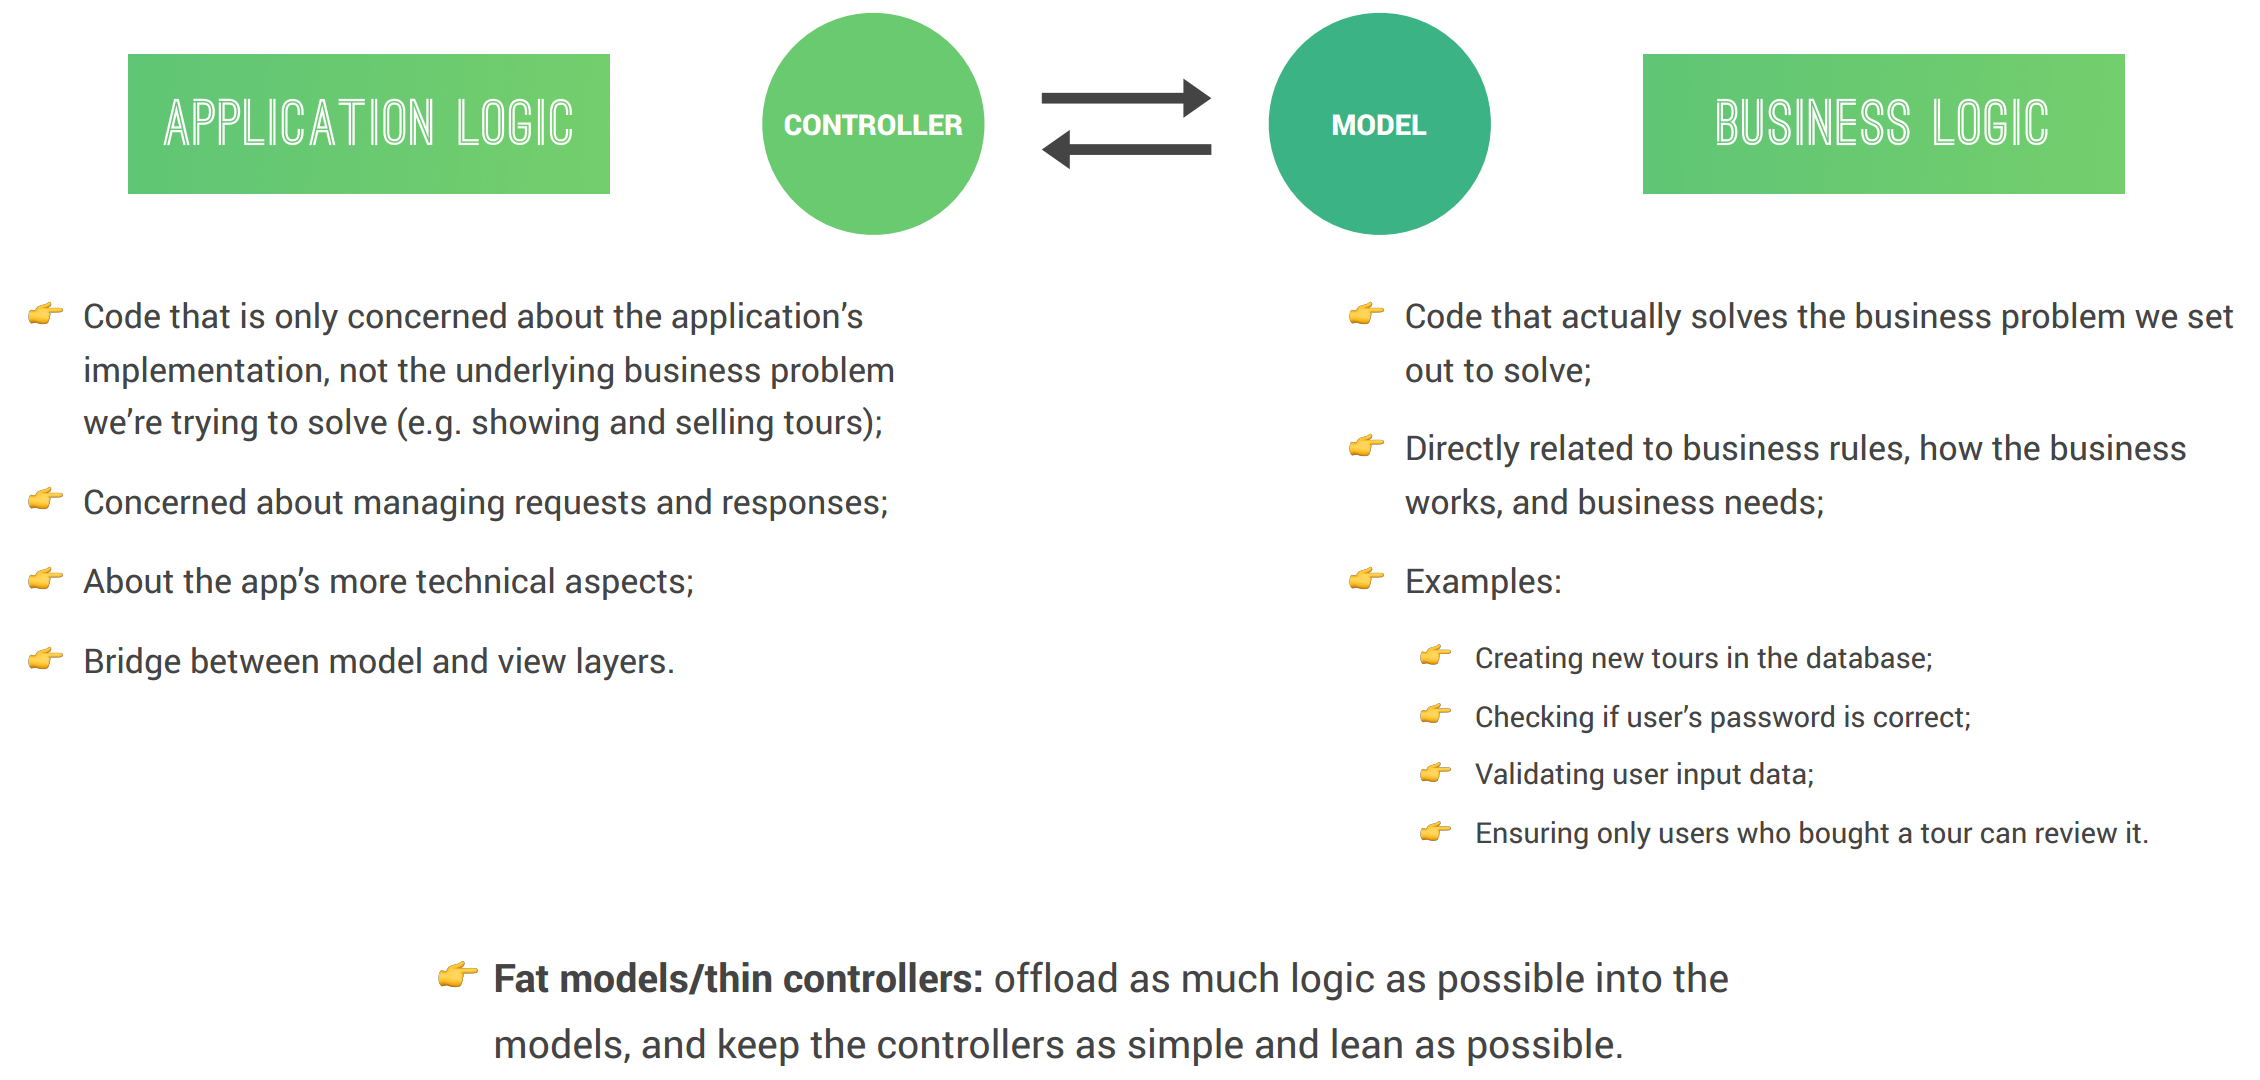 APPLICATION LOGIC
CONTROLLER
MODEL
BUSINESS LOGIC
Code that is only concerned about the application’s
implementation, not the underlying business problem
we’re trying to solve (e.g. showing and selling tours);
Concerned about managing requests and responses;
About the app’s more technical aspects;
Bridge between model and view layers.
Code that actually solves the business problem we set
out to solve;
Directly related to business rules, how the business
works, and business needs;
Examples:
Creating new tours in the database;
Checking if user’s password is correct;
Validating user input data;
Ensuring only users who bought a tour can review it.
Fat models/thin controllers: offload as much logic as possible into the
models, and keep the controllers as simple and lean as possible.